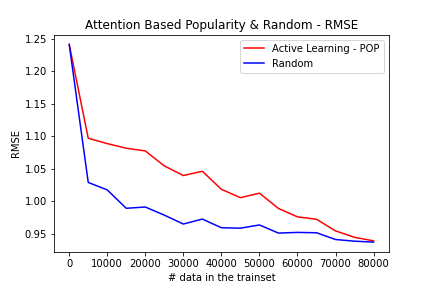 Attention Based Popularity & Random - RMSE
Active Learning - POP
Random
RMSE
1.25
1.20
1.15
1.10
1.05
1.00
0.95
0 10000 20000 30000 40000 50000 60000 70000 80000
# data in the trainset